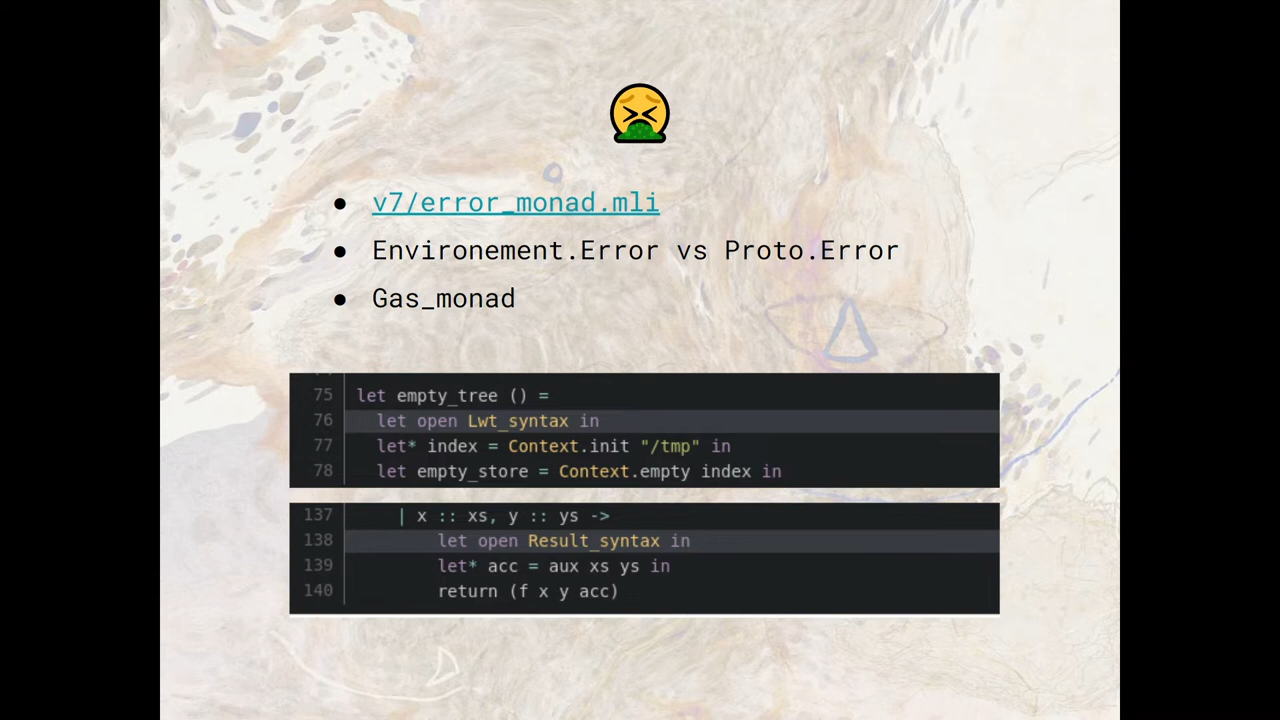 ● v7/error_monad.mli
● Environement.Error vs Proto.Error
● Gas_monad
75 let empty_tree () =
76 let open Lwt_syntax in
77 let* index = Context.init "/tmp" in
78 let empty_store = Context.empty index in
137 | x :: xs, y :: ys ->
138 let open Result_syntax in
139 let* acc = aux xs ys in
140 return (f x y acc)